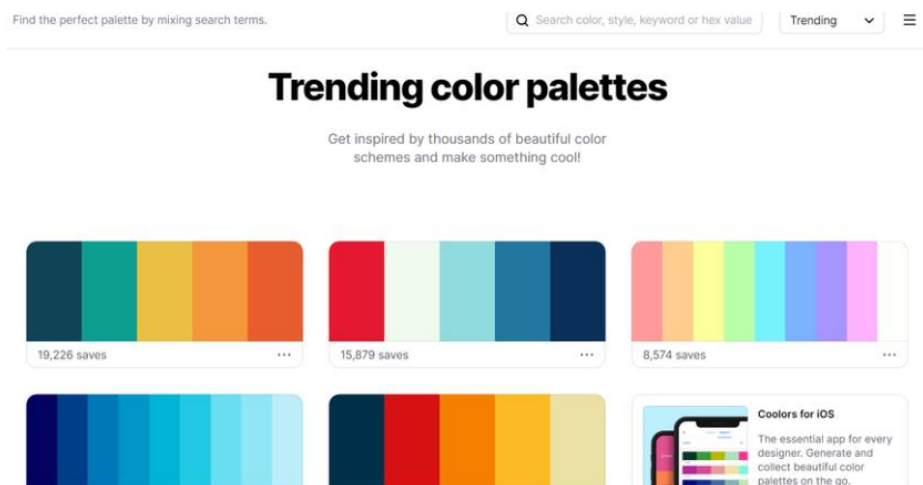 Find the perfect palette by mixing search terms.
Search color, style, keyword or hex value
Trending
Trending color palettes
Get inspired by thousands of beautiful color
schemes and make something cool!
19,226 saves
15,879 saves
8,574 saves
Coolors for iOS
The essential app for every
designer. Generate and
collect beautiful color
palettes on the go.